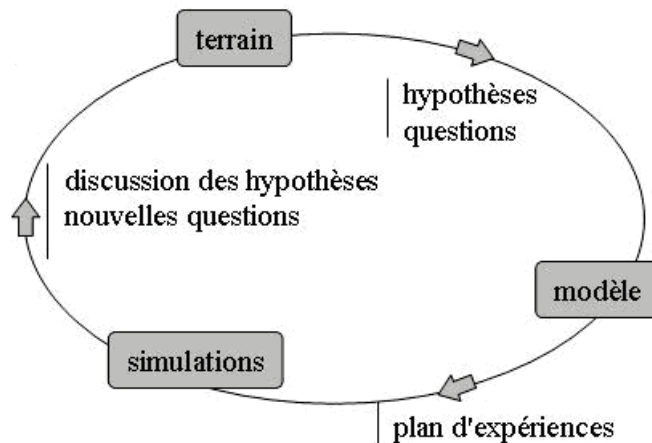 terrain
hypothèses
questions
modèle
plan d'expériences
simulations
discussion des hypothèses
nouvelles questions